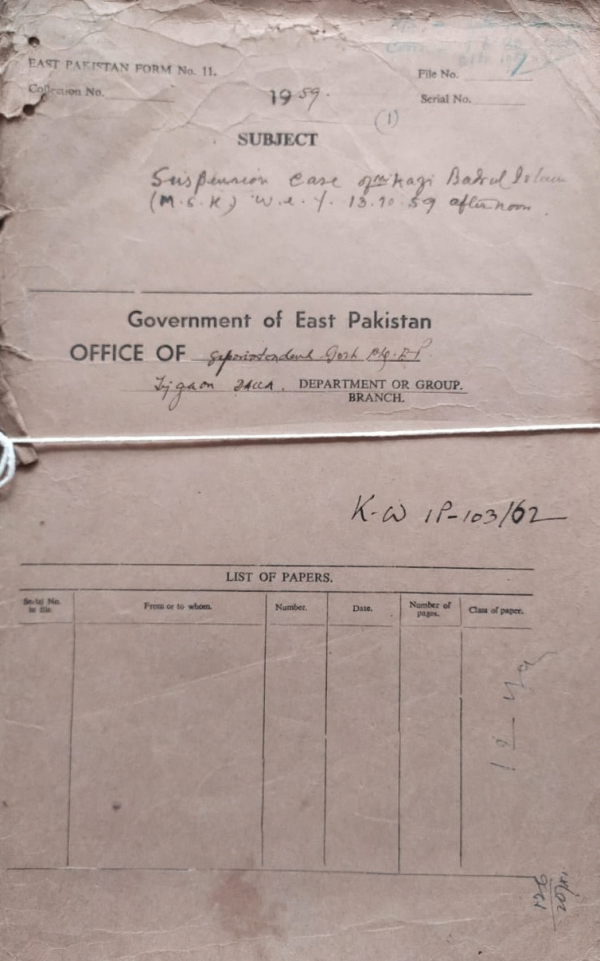 EAST PAKISTAN FORM No. 11.
File No.
Collection No.
1959.
Serial No.
(1)
SUBJECT
Suspension case of Mr Kazi Badrul Islam
(M.S.K) w.e.f. 13.10.59 afternoon
Government of East Pakistan
OFFICE OF Superintendent
Tejgaon DACCA. DEPARTMENT OR GROUP.
BRANCH.
K.W 1P-103/62
LIST OF PAPERS.
Serial No. in file.
From or to whom.
Number.
Date.
Number of pages.
Class of paper.